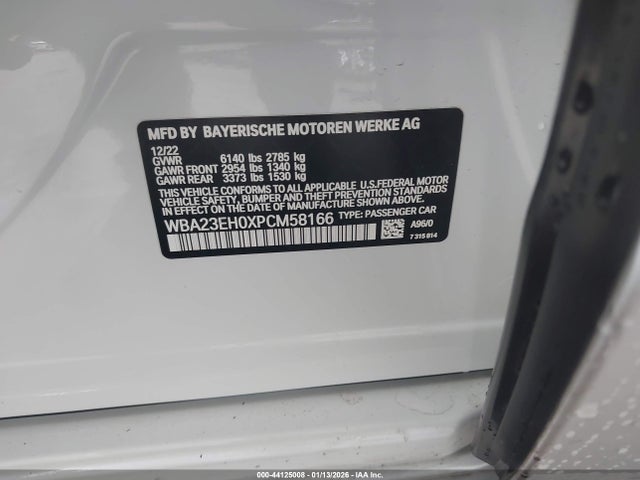 MFD BY BAYERISCHE MOTOREN WERKE AG
12/22
GVWR 6140 lbs 2785 kg
GAWR FRONT 2954 lbs 1340 kg
GAWR REAR 3373 lbs 1530 kg
THIS VEHICLE CONFORMS TO ALL APPLICABLE U.S.FEDERAL MOTOR
VEHICLE SAFETY, BUMPER AND THEFT PREVENTION STANDARDS
IN EFFECT ON THE DATE OF MANUFACTURE SHOWN ABOVE.
WBA23EH0XPCM58166 TYPE: PASSENGER CAR
A96/0
7 315 814
000-44125008 - 01/13/2026 - © IAA Inc.